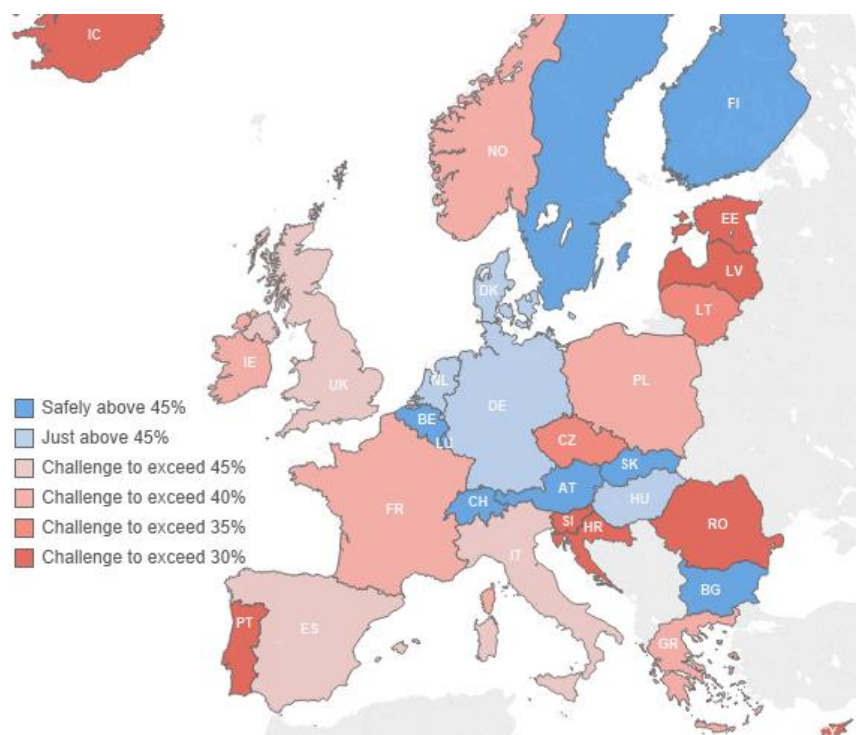 IC
FI
NO
EE
LV
DK
LT
IE
UK
NL
PL
DE
BE
LU
Safely above 45%
Just above 45%
Challenge to exceed 45%
Challenge to exceed 40%
Challenge to exceed 35%
Challenge to exceed 30%
CZ
SK
AT
CH
HU
FR
SI
HR
RO
IT
BG
PT
ES
GR